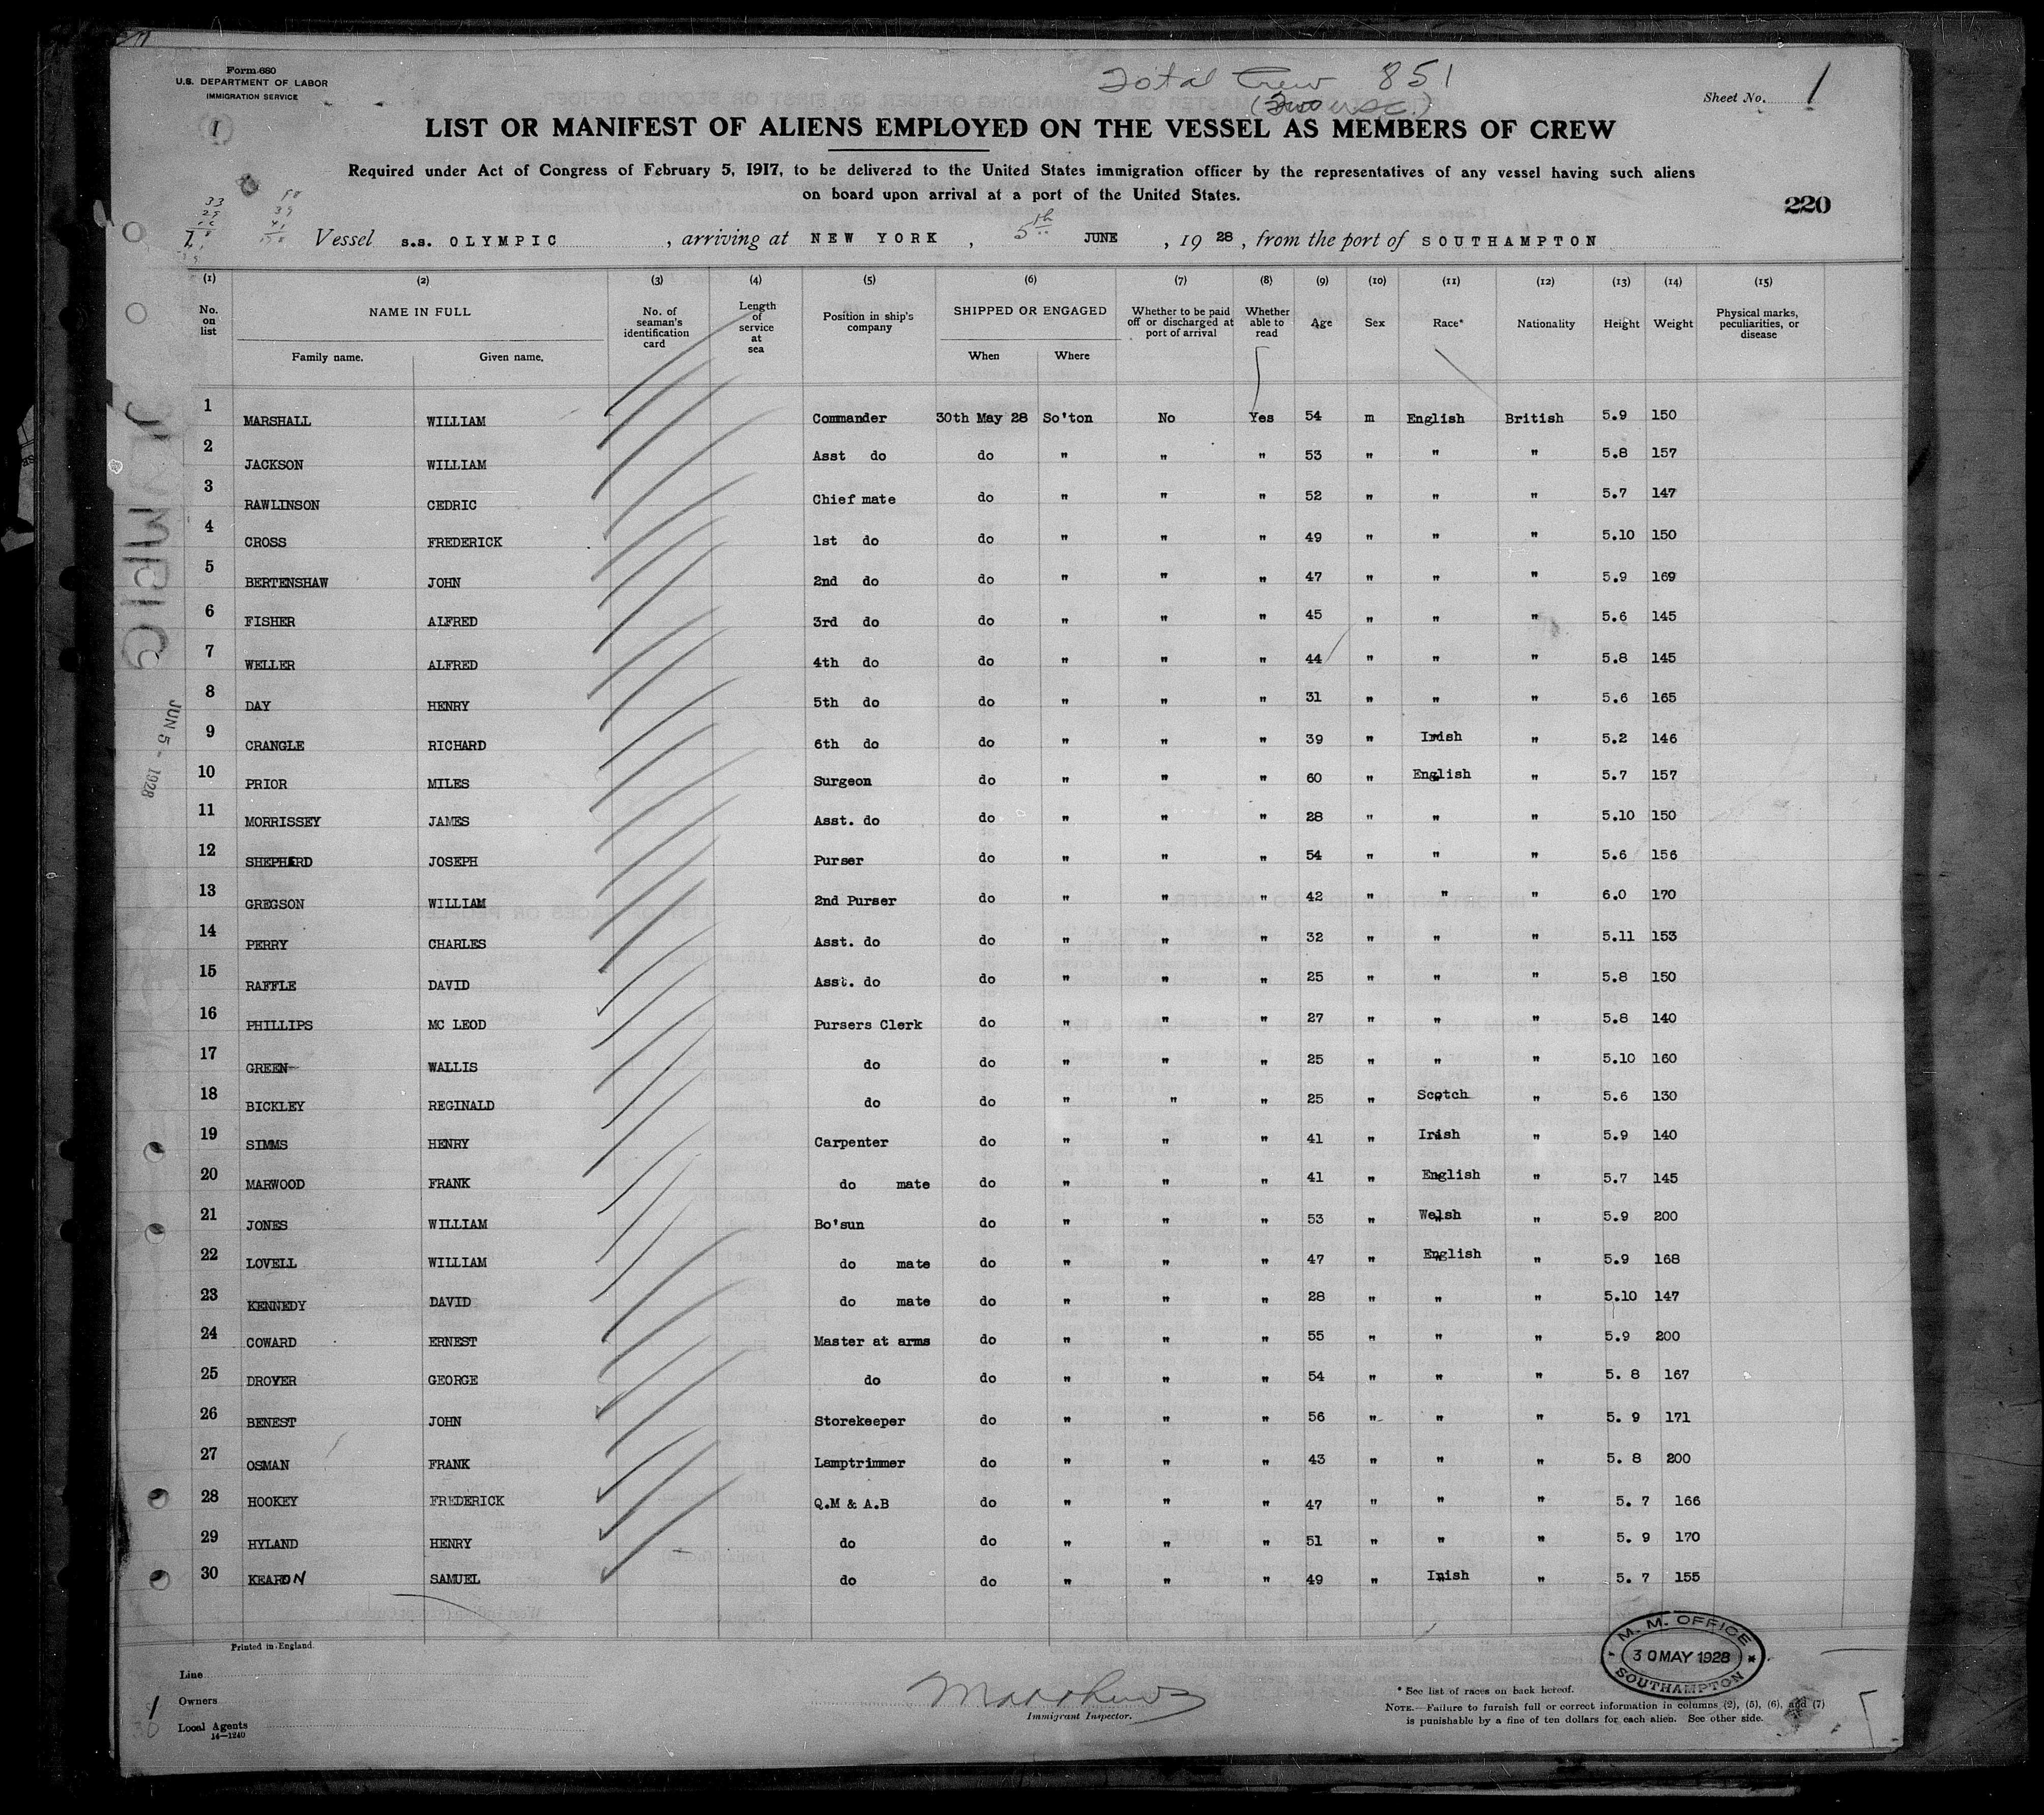 Form 680
U.S. DEPARTMENT OF LABOR
IMMIGRATION SERVICE
Total Crew 851
Sheet No. 1
I
LIST OR MANIFEST OF ALIENS EMPLOYED ON THE VESSEL AS MEMBERS OF CREW
Required under Act of Congress of February 5, 1917, to be delivered to the United States immigration officer by the representatives of any vessel having such aliens
on board upon arrival at a port of the United States.
220
Vessel s.s. OLYMPIC, arriving at NEW YORK, 5th JUNE, 1928, from the port of SOUTHAMPTON
(1) (2) (3) (4) (5) (6) (7) (8) (9) (10) (11) (12) (13) (14) (15)
No. on list NAME IN FULL No. of seaman's identification card Length of service at sea Position in ship's company SHIPPED OR ENGAGED Whether to be paid off or discharged at port of arrival Whether able to read Age Sex Race* Nationality Height Weight Physical marks, peculiarities, or disease
Family name. Given name. When Where
1 MARSHALL WILLIAM Commander 30th May 28 So'ton No Yes 54 m English British 5.9 150
2 JACKSON WILLIAM Asst do do " " " 53 " " " 5.8 157
3 RAWLINSON CEDRIC Chief mate do " " " 52 " " " 5.7 147
4 CROSS FREDERICK 1st do do " " " 49 " " " 5.10 150
5 BERTENSHAW JOHN 2nd do do " " " 47 " " " 5.9 169
6 FISHER ALFRED 3rd do do " " " 45 " " " 5.6 145
7 WELLER ALFRED 4th do do " " " 44 " " " 5.8 145
8 DAY HENRY 5th do do " " " 31 " " " 5.6 165
9 CRANGLE RICHARD 6th do do " " " 39 " Irish " 5.2 146
10 PRIOR MILES Surgeon do " " " 60 " English " 5.7 157
11 MORRISSEY JAMES Asst. do do " " " 28 " " " 5.10 150
12 SHEPHERD JOSEPH Purser do " " " 54 " " " 5.6 156
13 GREGSON WILLIAM 2nd Purser do " " " 42 " " " 6.0 170
14 PERRY CHARLES Asst. do do " " " 32 " " " 5.11 153
15 RAFFLE DAVID Asst. do do " " " 25 " " " 5.8 150
16 PHILLIPS MC LEOD Pursers Clerk do " " " 27 " " " 5.8 140
17 GREEN WALLIS do do " " " 25 " " " 5.10 160
18 BICKLEY REGINALD do do " " " 25 " Scotch " 5.6 130
19 SIMMS HENRY Carpenter do " " " 41 " Irish " 5.9 140
20 MARWOOD FRANK do mate do " " " 41 " English " 5.7 145
21 JONES WILLIAM Bo'sun do " " " 53 " Welsh " 5.9 200
22 LOVELL WILLIAM do mate do " " " 47 " English " 5.9 168
23 KENNEDY DAVID do mate do " " " 28 " " " 5.10 147
24 COWARD ERNEST Master at arms do " " " 55 " " " 5.9 200
25 DROVER GEORGE do do " " " 54 " " " 5. 8 167
26 BENEST JOHN Storekeeper do " " " 56 " " " 5. 9 171
27 OSMAN FRANK Lamptrimmer do " " " 43 " " " 5. 8 200
28 HOOKEY FREDERICK Q.M & A.B do " " " 47 " " " 5. 7 166
29 HYLAND HENRY do do " " " 51 " " " 5. 9 170
30 KEARON SAMUEL do do " " " 49 " Irish " 5. 7 155
OLYMPIC
JUN 5 - 1928
Printed in England.
Line
Owners
Local Agents
14—1240
1
30
Immigrant Inspector.
M. M. OFFICE
30 MAY 1928
SOUTHAMPTON
* See list of races on back hereof.
NOTE.—Failure to furnish full or correct information in columns (2), (5), (6), and (7)
is punishable by a fine of ten dollars for each alien. See other side.